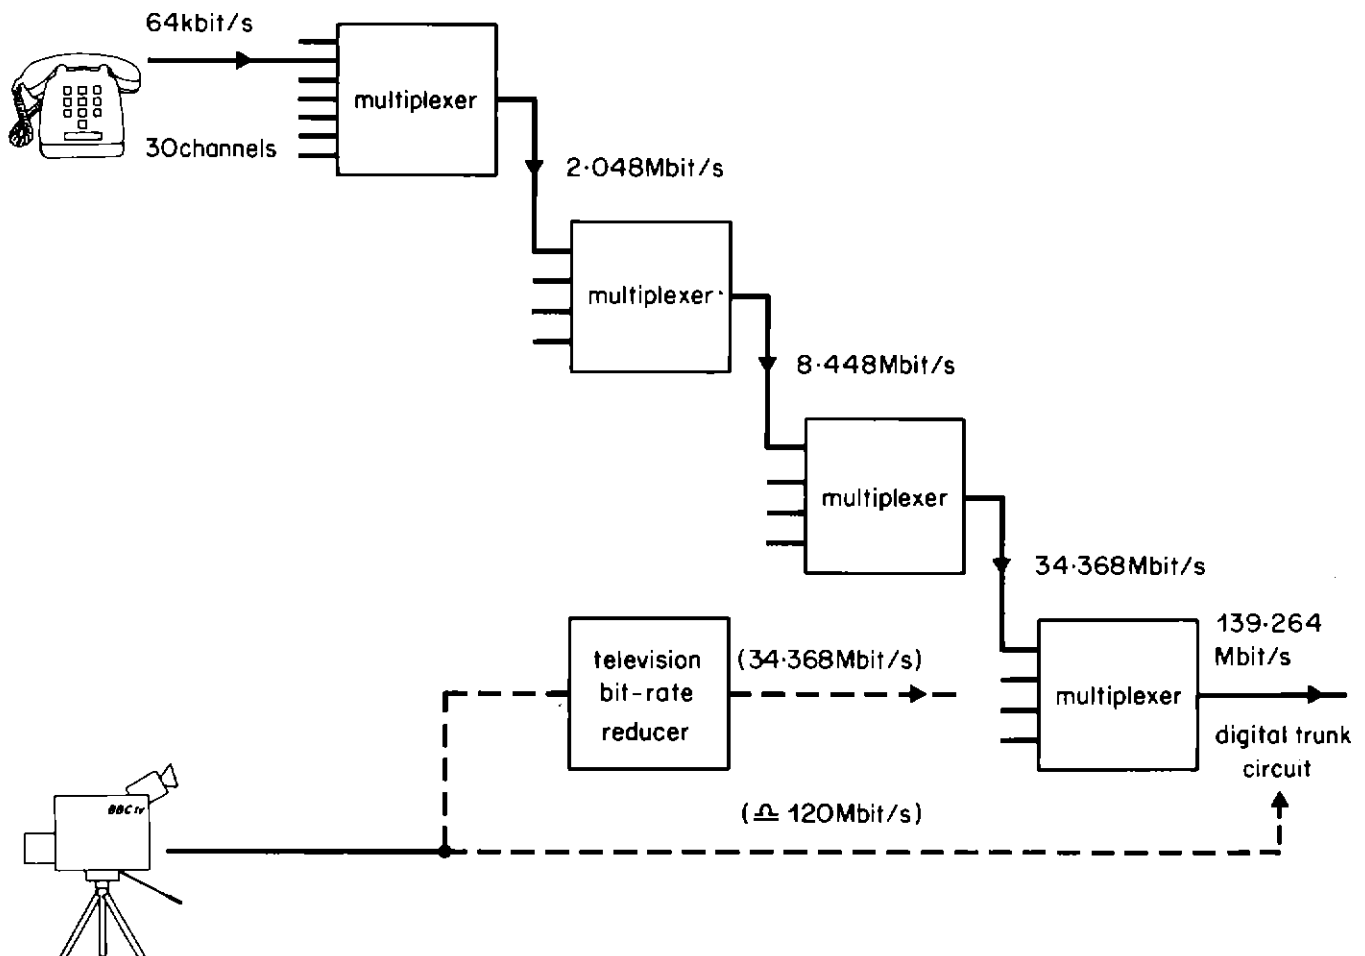 64kbit/s
multiplexer
30channels
2·048Mbit/s
multiplexer
8·448Mbit/s
multiplexer
34·368Mbit/s
139·264
Mbit/s
multiplexer
digital trunk
circuit
television
bit-rate
reducer
(34·368Mbit/s)
(≏ 120Mbit/s)
BBC tv